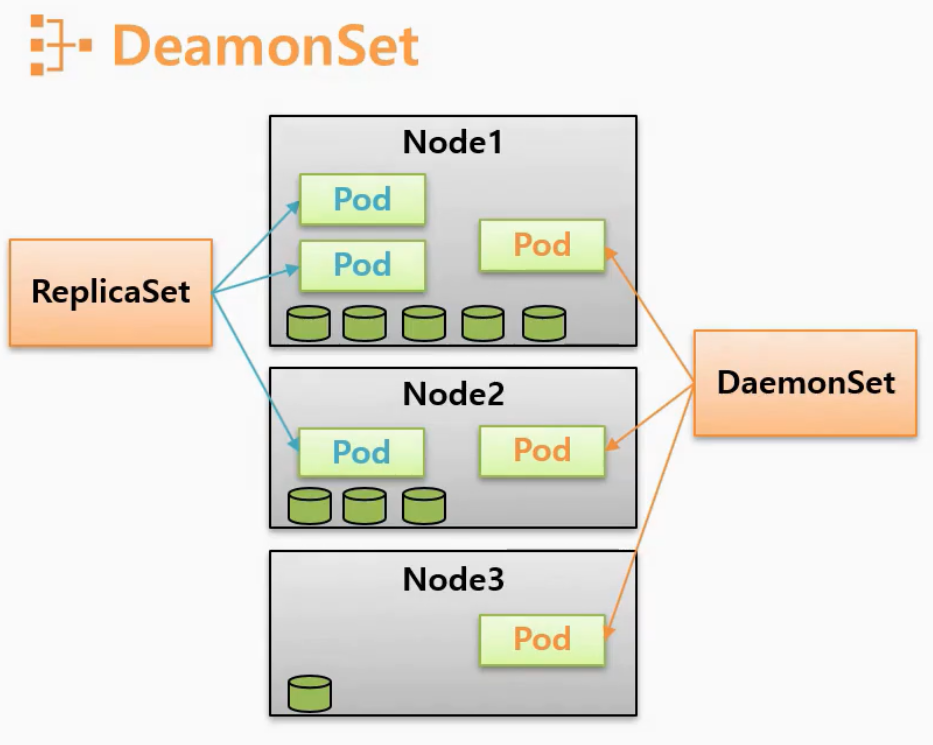 DeamonSet
Node1
Pod
Pod
Pod
ReplicaSet
Node2
Pod
Pod
DaemonSet
Node3
Pod